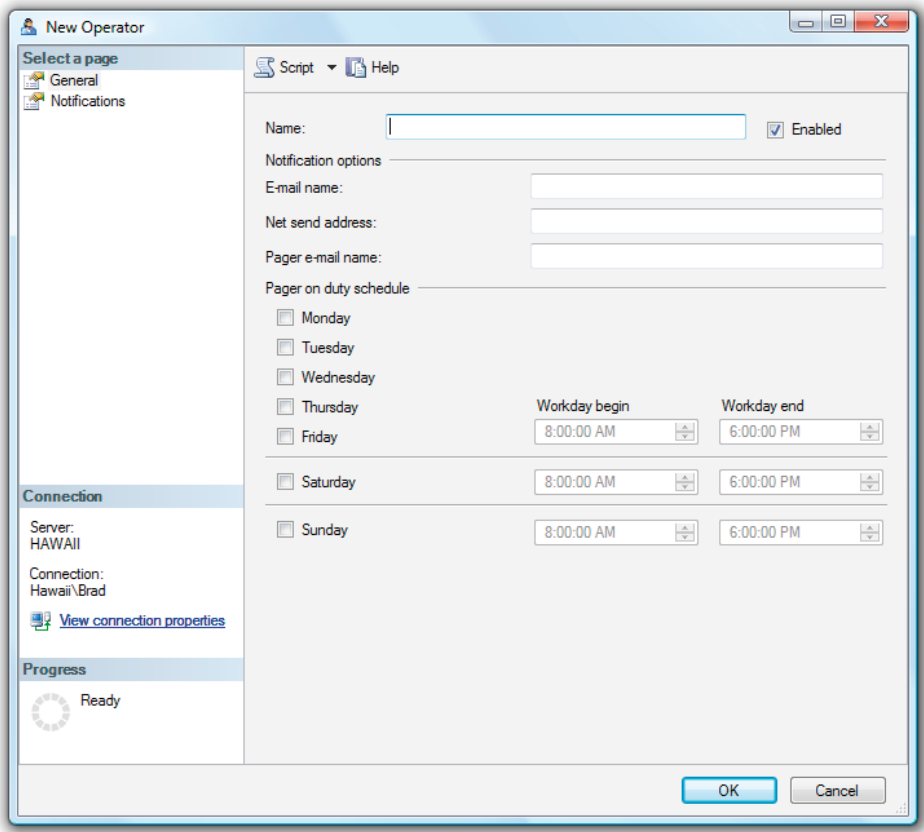 New Operator
Select a page
General
Notifications
Script Help
Name: Enabled
Notification options
E-mail name:
Net send address:
Pager e-mail name:
Pager on duty schedule
Monday
Tuesday
Wednesday
Thursday Workday begin Workday end
Friday 8:00:00 AM 6:00:00 PM
Saturday 8:00:00 AM 6:00:00 PM
Sunday 8:00:00 AM 6:00:00 PM
Connection
Server:
HAWAII
Connection:
Hawaii\Brad
View connection properties
Progress
Ready
OK Cancel